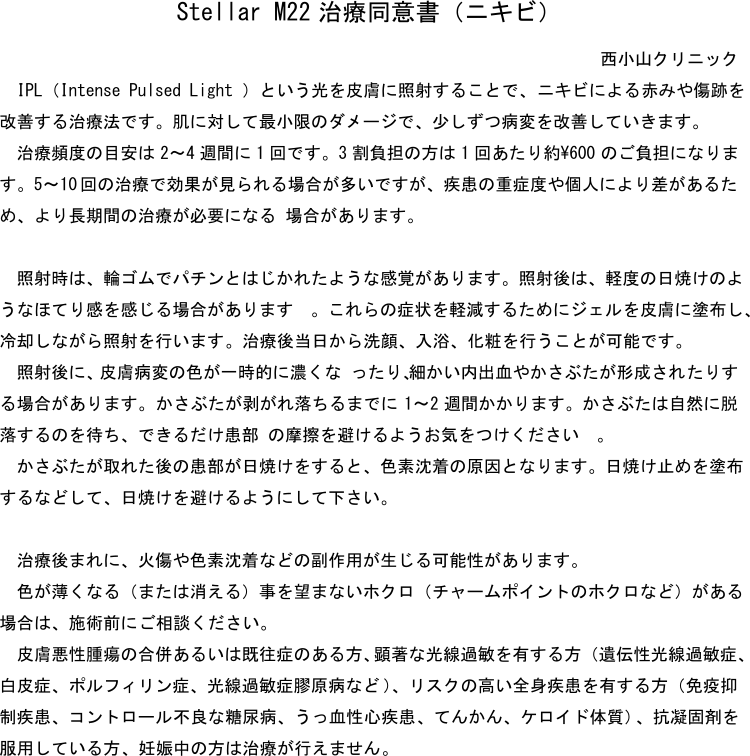 Stellar M22 治療同意書（ニキビ）
西小山クリニック
IPL（Intense Pulsed Light ）という光を皮膚に照射することで、ニキビによる赤みや傷跡を
改善する治療法です。肌に対して最小限のダメージで、少しずつ病変を改善していきます。
治療頻度の目安は 2～4 週間に 1 回です。3 割負担の方は 1 回あたり約¥600 のご負担になりま
す。5～10 回の治療で効果が見られる場合が多いですが、疾患の重症度や個人により差があるた
め、より長期間の治療が必要になる 場合があります。
照射時は、輪ゴムでパチンとはじかれたような感覚があります。照射後は、軽度の日焼けのよ
うなほてり感を感じる場合があります 。これらの症状を軽減するためにジェルを皮膚に塗布し、
冷却しながら照射を行います。治療後当日から洗顔、入浴、化粧を行うことが可能です。
照射後に、皮膚病変の色が一時的に濃くな ったり、細かい内出血やかさぶたが形成されたりす
る場合があります。かさぶたが剥がれ落ちるまでに 1～2 週間かかります。かさぶたは自然に脱
落するのを待ち、できるだけ患部 の摩擦を避けるようお気をつけください 。
かさぶたが取れた後の患部が日焼けをすると、色素沈着の原因となります。日焼け止めを塗布
するなどして、日焼けを避けるようにして下さい。
治療後まれに、火傷や色素沈着などの副作用が生じる可能性があります。
色が薄くなる（または消える）事を望まないホクロ（チャームポイントのホクロなど）がある
場合は、施術前にご相談ください。
皮膚悪性腫瘍の合併あるいは既往症のある方、顕著な光線過敏を有する方（遺伝性光線過敏症、
白皮症、ポルフィリン症、光線過敏症膠原病など）、リスクの高い全身疾患を有する方（免疫抑
制疾患、コントロール不良な糖尿病、うっ血性心疾患、てんかん、ケロイド体質）、抗凝固剤を
服用している方、妊娠中の方は治療が行えません。